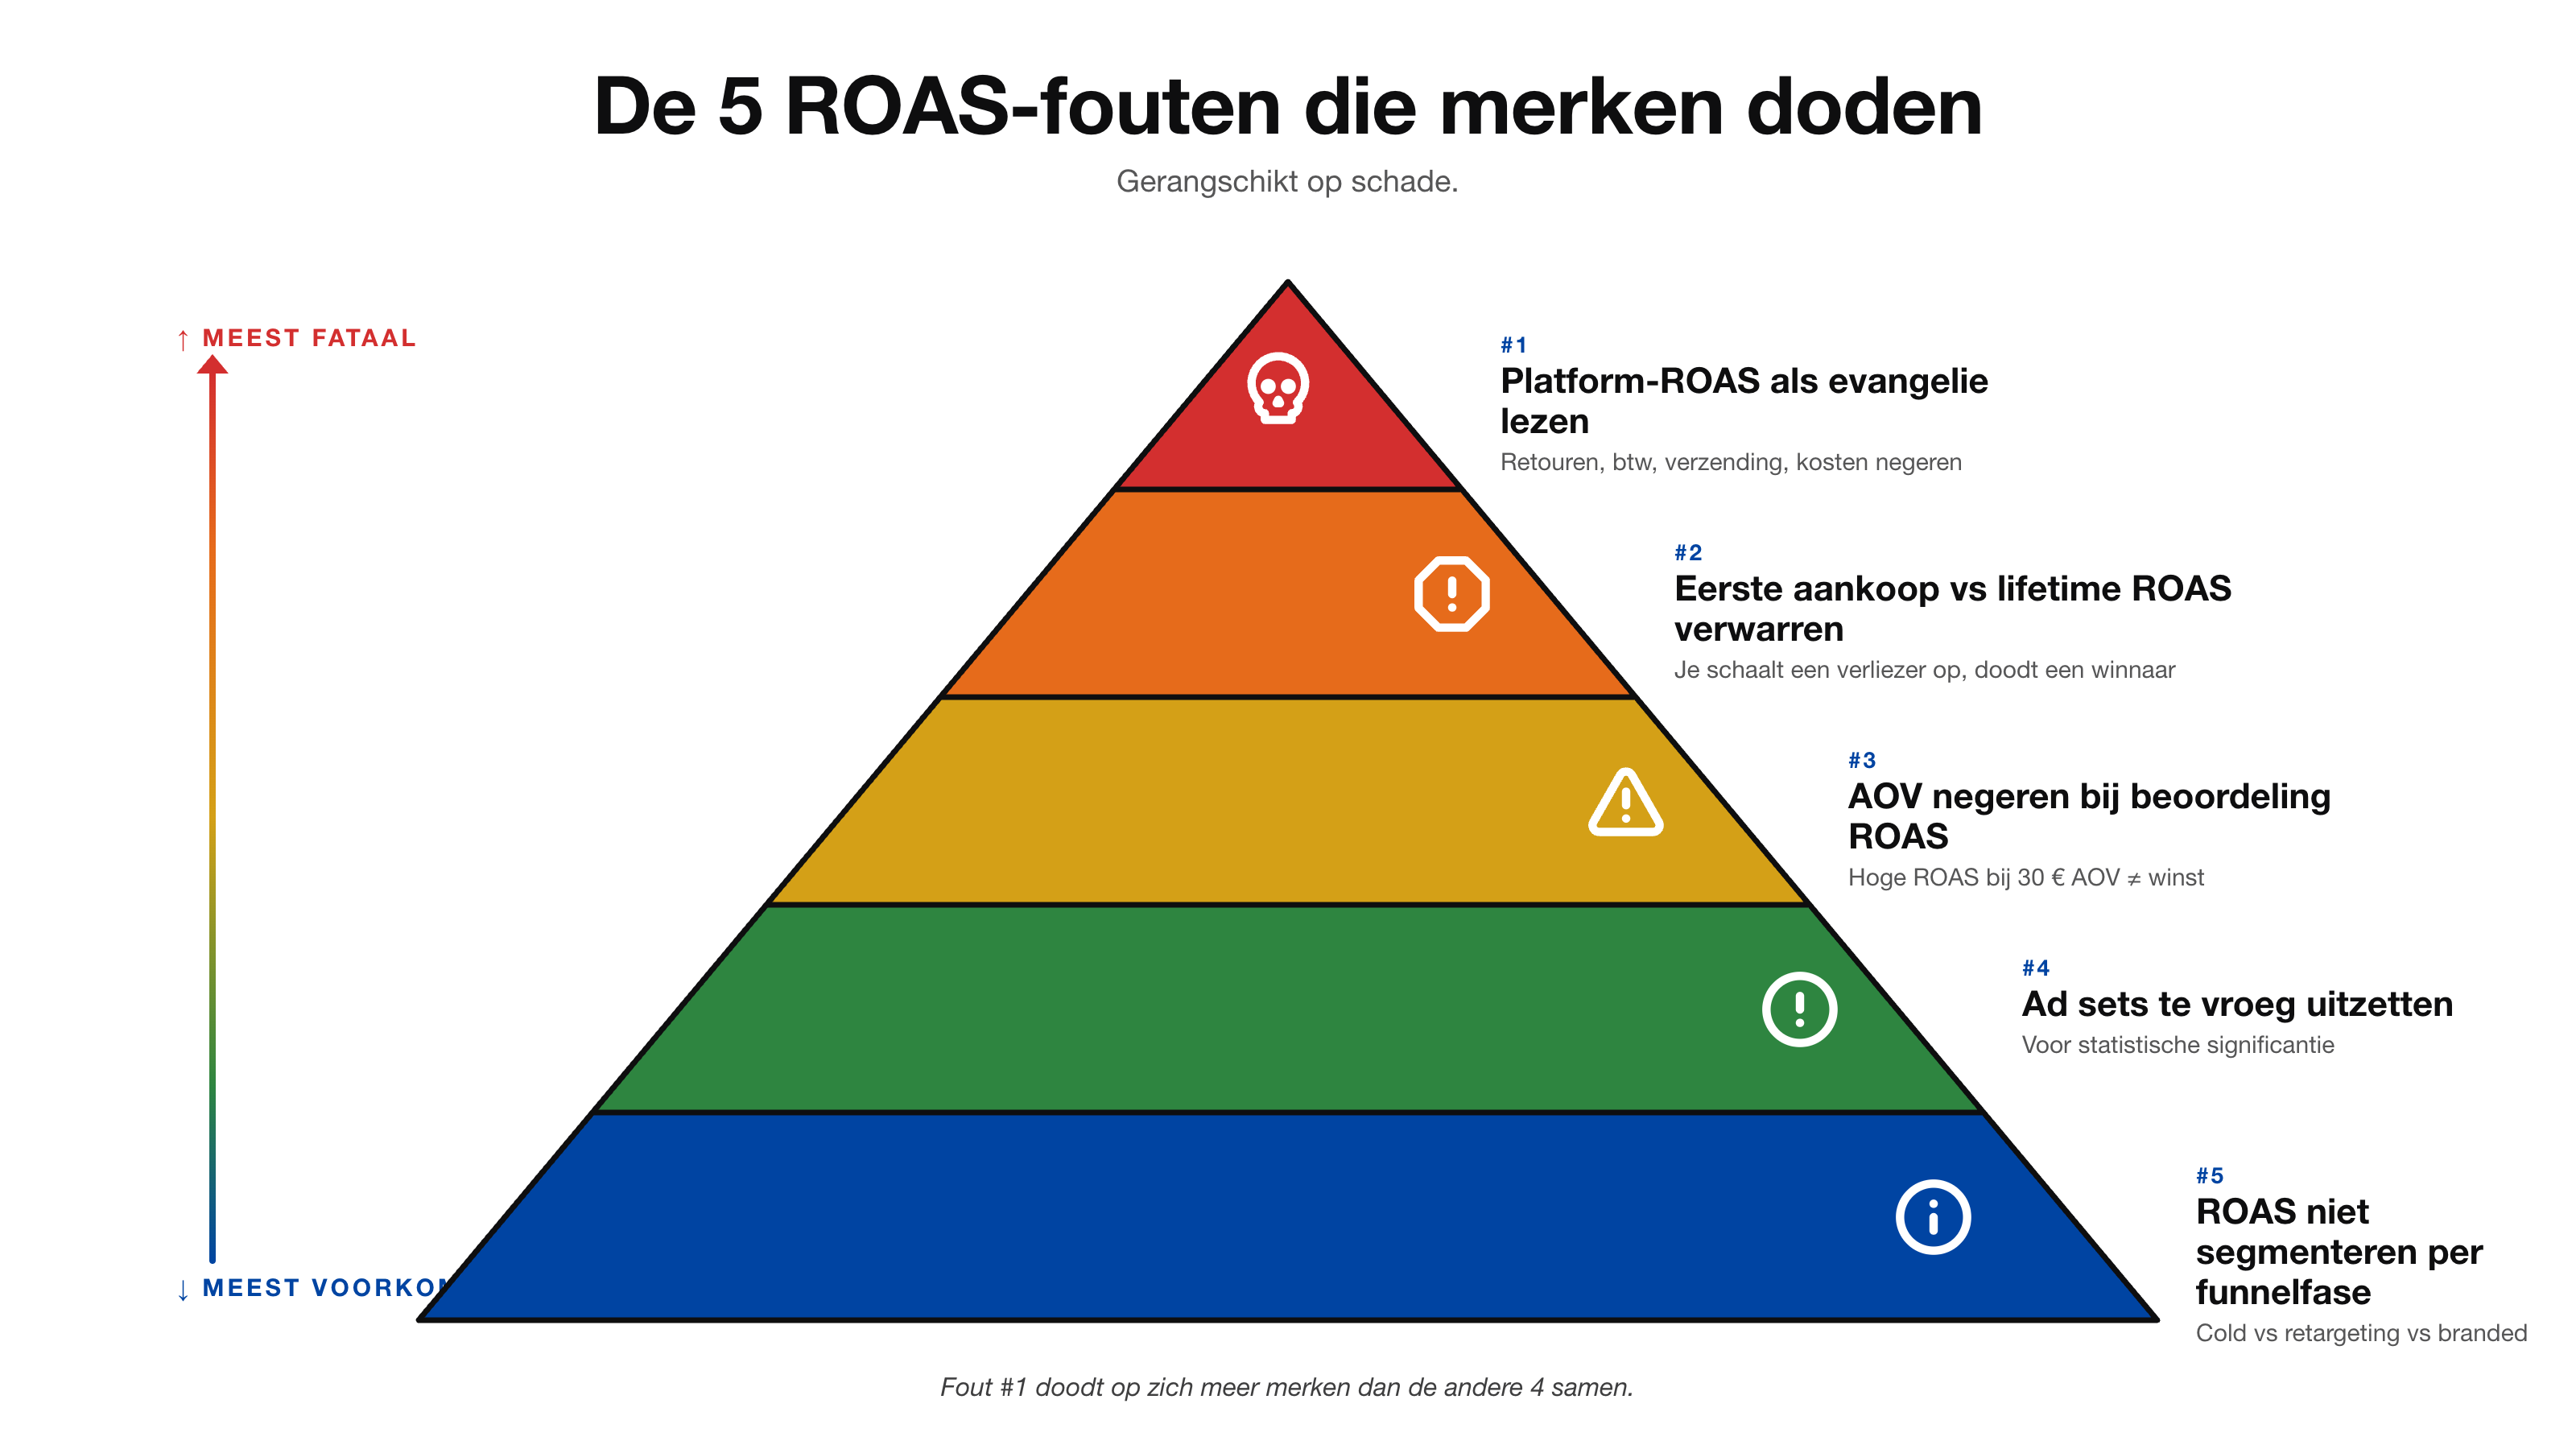 De 5 ROAS-fouten die merken doden
Gerangschikt op schade.
↑ MEEST FATAAL
#1
Platform-ROAS als evangelie
lezen
Retouren, btw, verzending, kosten negeren
#2
Eerste aankoop vs lifetime ROAS
verwarren
Je schaalt een verliezer op, doodt een winnaar
#3
AOV negeren bij beoordeling
ROAS
Hoge ROAS bij 30 € AOV ≠ winst
#4
Ad sets te vroeg uitzetten
Voor statistische significantie
#5
ROAS niet
segmenteren per
funnelfase
Cold vs retargeting vs branded
↓ MEEST
Fout #1 doodt op zich meer merken dan de andere 4 samen.